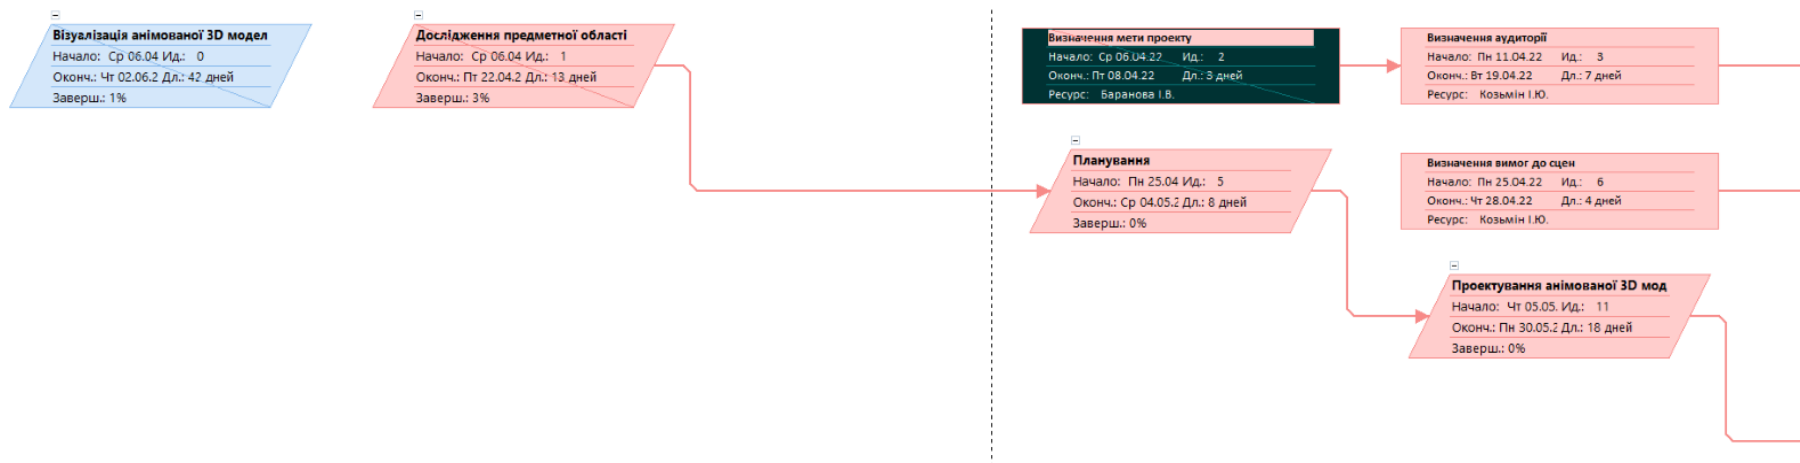 Візуалізація анімованої 3D модел
Начало: Ср 06.04 Ид.: 0
Оконч.: Чт 02.06.2 Дл.: 42 дней
Заверш.: 1%
Дослідження предметної області
Начало: Ср 06.04 Ид.: 1
Оконч.: Пт 22.04.2 Дл.: 13 дней
Заверш.: 3%
Визначення мети проекту
Начало: Ср 06.04.22 Ид.: 2
Оконч.: Пт 08.04.22 Дл.: 3 дней
Ресурс: Баранова І.В.
Визначення аудиторії
Начало: Пн 11.04.22 Ид.: 3
Оконч.: Вт 19.04.22 Дл.: 7 дней
Ресурс: Козьмін І.Ю.
Планування
Начало: Пн 25.04 Ид.: 5
Оконч.: Ср 04.05.2 Дл.: 8 дней
Заверш.: 0%
Визначення вимог до сцен
Начало: Пн 25.04.22 Ид.: 6
Оконч.: Чт 28.04.22 Дл.: 4 дней
Ресурс: Козьмін І.Ю.
Проектування анімованої 3D мод
Начало: Чт 05.05. Ид.: 11
Оконч.: Пн 30.05.2 Дл.: 18 дней
Заверш.: 0%